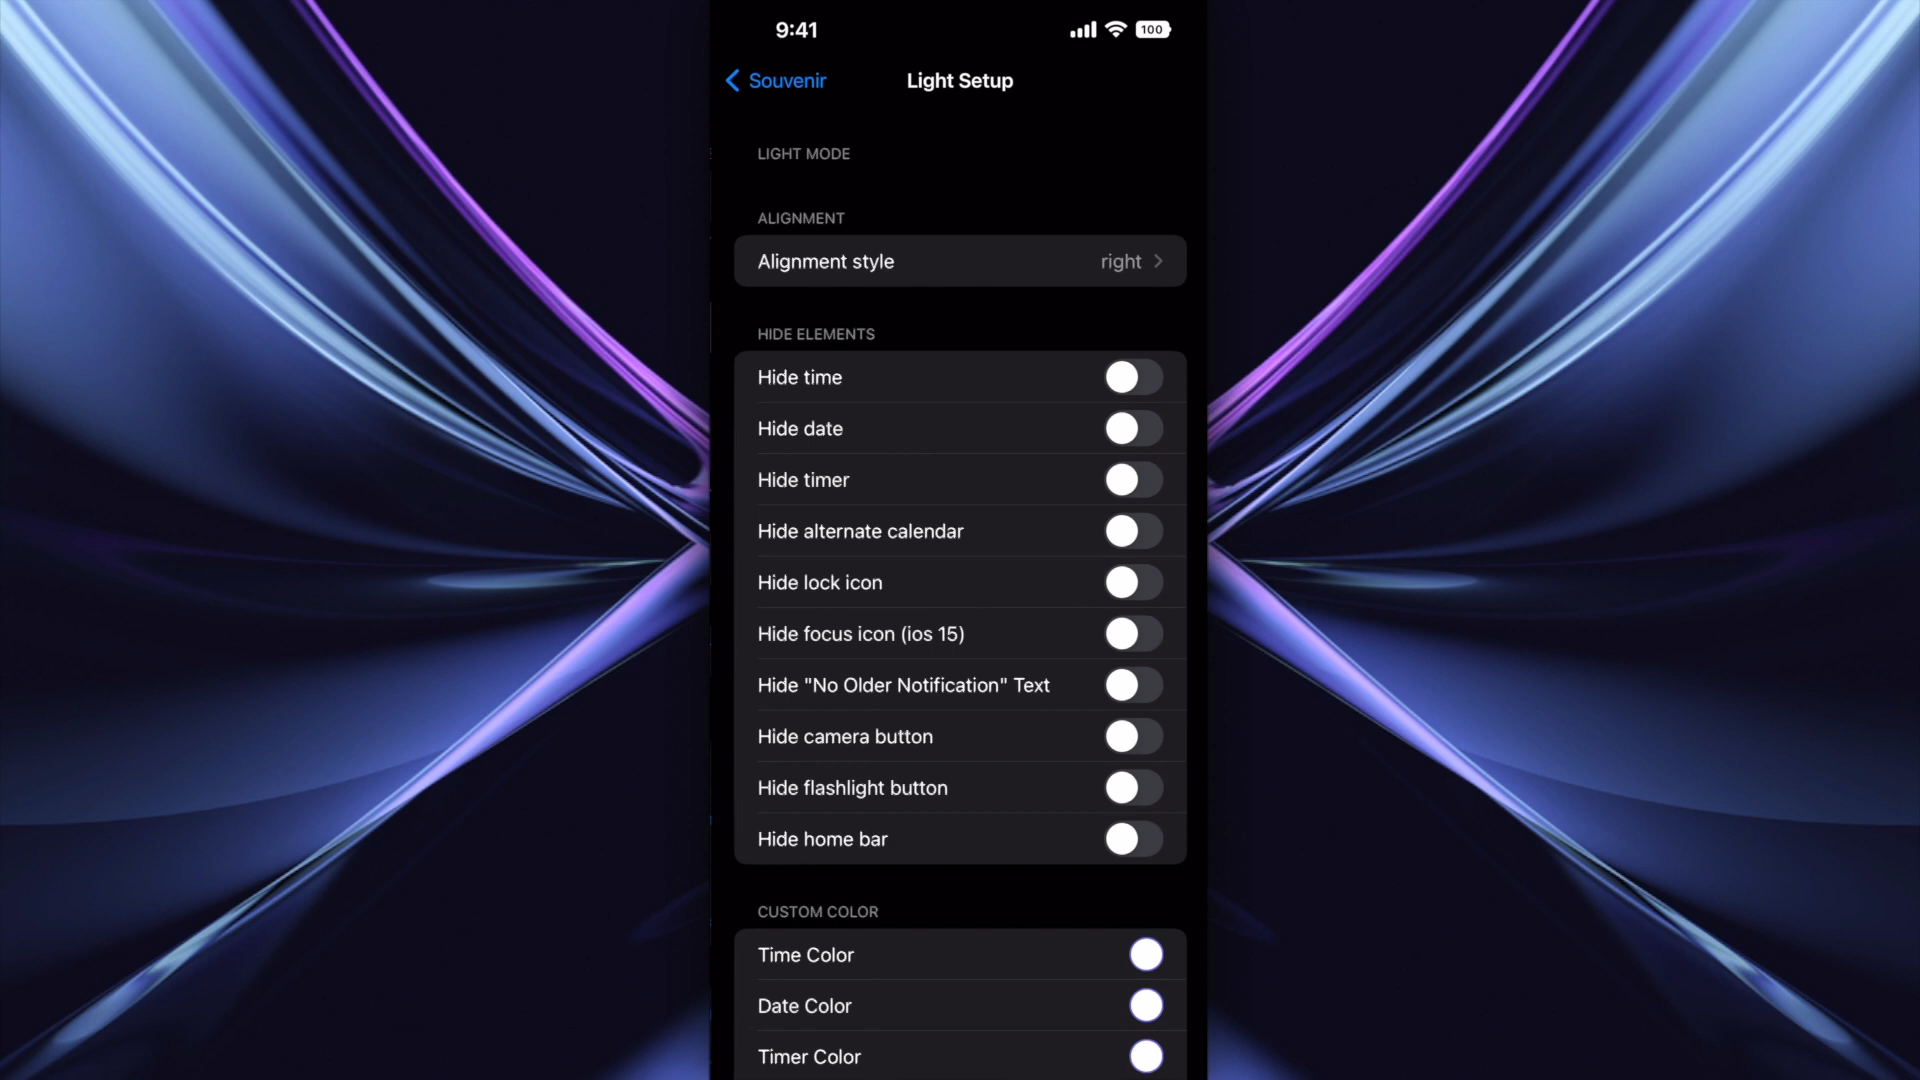 9:41
100
Souvenir
Light Setup
LIGHT MODE
ALIGNMENT
Alignment style
right
HIDE ELEMENTS
Hide time
Hide date
Hide timer
Hide alternate calendar
Hide lock icon
Hide focus icon (ios 15)
Hide "No Older Notification" Text
Hide camera button
Hide flashlight button
Hide home bar
CUSTOM COLOR
Time Color
Date Color
Timer Color